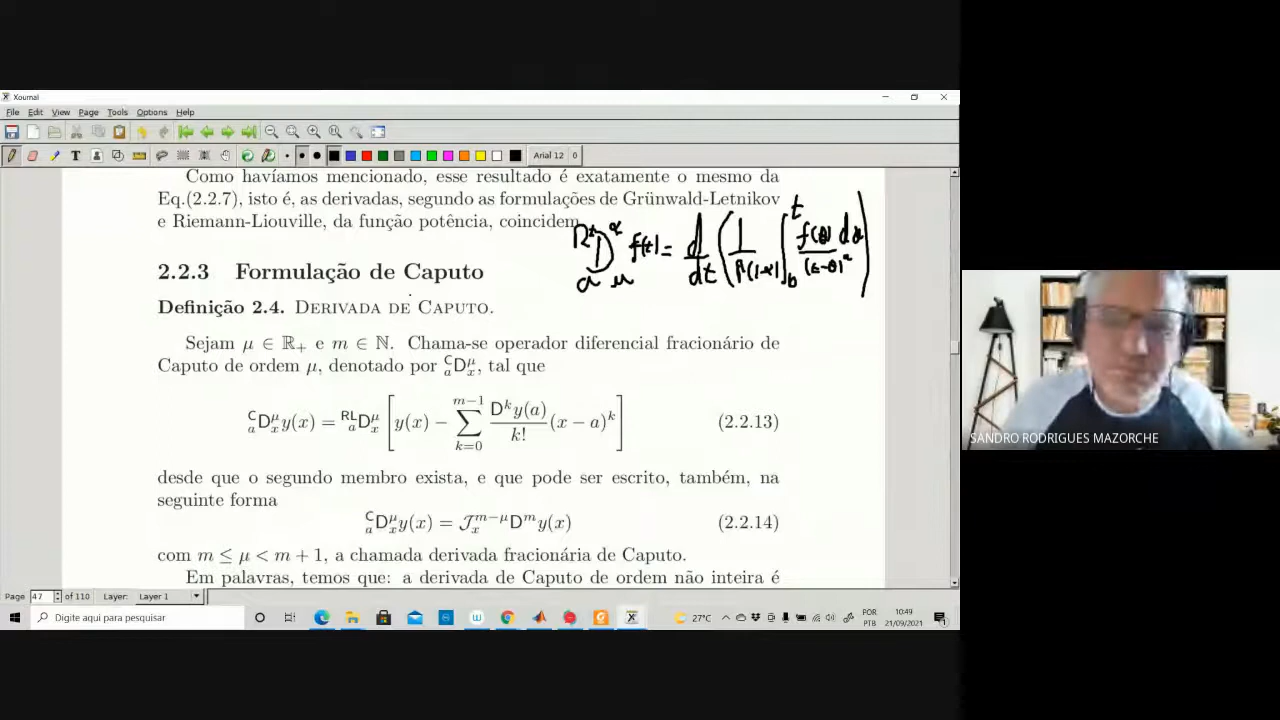 Xournal
File Edit View Page Tools Options Help
Arial 12
Como havíamos mencionado, esse resultado é exatamente o mesmo da
Eq.(2.2.7), isto é, as derivadas, segundo as formulações de Grünwald-Letnikov
e Riemann-Liouville, da função potência, coincidem.
2.2.3 Formulação de Caputo
Definição 2.4. DERIVADA DE CAPUTO.
Sejam μ ∈ ℝ₊ e m ∈ ℕ. Chama-se operador diferencial fracionário de
Caputo de ordem μ, denotado por ᶜₐDₓ^μ, tal que
ᶜₐDₓ^μ y(x) = ᴿᴸₐDₓ^μ [ y(x) − ∑_{k=0}^{m−1} D^k y(a)/k! (x − a)^k ] (2.2.13)
desde que o segundo membro exista, e que pode ser escrito, também, na
seguinte forma
ᶜₐDₓ^μ y(x) = 𝒥ₓ^{m−μ} D^m y(x) (2.2.14)
com m ≤ μ < m + 1, a chamada derivada fracionária de Caputo.
Em palavras, temos que: a derivada de Caputo de ordem não inteira é
SANDRO RODRIGUES MAZORCHE
Page 47 of 110 Layer: Layer 1
Digite aqui para pesquisar
27°C
POR
PTB
10:49
21/09/2021